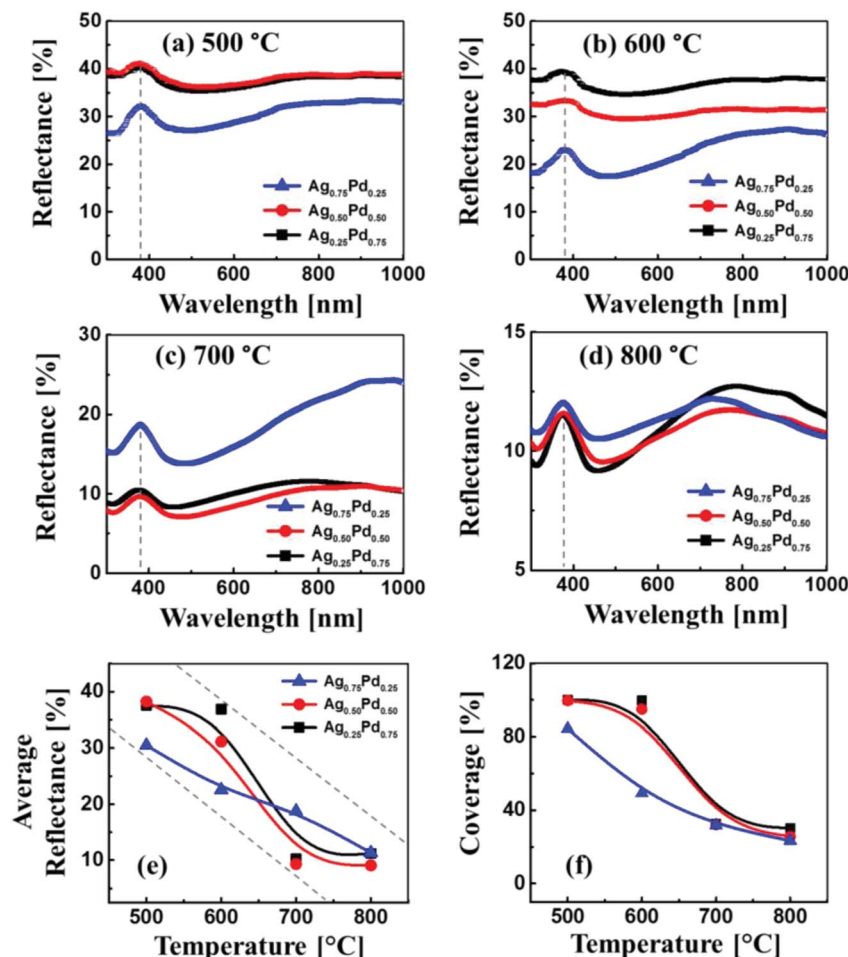 (a) 500 °C
Reflectance [%]
50
40
30
20
10
0
Ag0.75Pd0.25
Ag0.50Pd0.50
Ag0.25Pd0.75
400 600 800 1000
Wavelength [nm]
(b) 600 °C
Reflectance [%]
50
40
30
20
10
0
Ag0.75Pd0.25
Ag0.50Pd0.50
Ag0.25Pd0.75
400 600 800 1000
Wavelength [nm]
(c) 700 °C
Reflectance [%]
30
20
10
0
Ag0.75Pd0.25
Ag0.50Pd0.50
Ag0.25Pd0.75
400 600 800 1000
Wavelength [nm]
(d) 800 °C
Reflectance [%]
15
10
5
Ag0.75Pd0.25
Ag0.50Pd0.50
Ag0.25Pd0.75
400 600 800 1000
Wavelength [nm]
Average
Reflectance [%]
40
30
20
10
Ag0.75Pd0.25
Ag0.50Pd0.50
Ag0.25Pd0.75
(e)
500 600 700 800
Temperature [°C]
Coverage [%]
120
80
40
0
(f)
500 600 700 800
Temperature [°C]